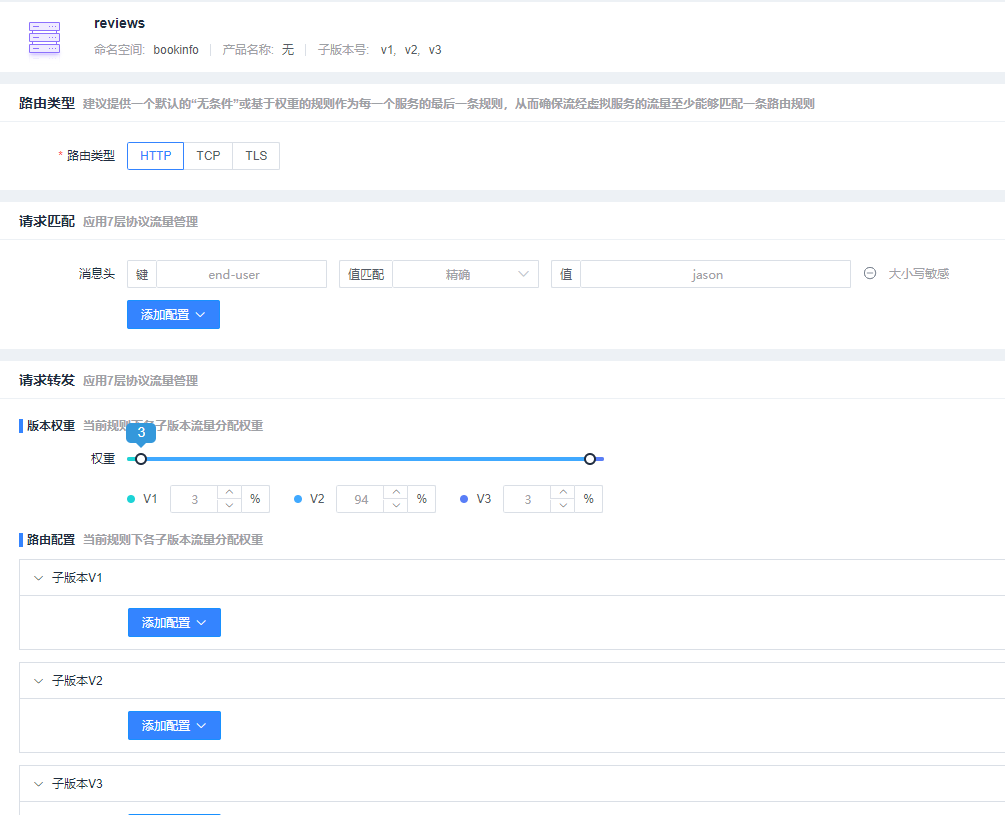 reviews
命名空间: bookinfo 产品名称: 无 子版本号: v1, v2, v3
路由类型 建议提供一个默认的“无条件”或基于权重的规则作为每一个服务的最后一条规则，从而确保流经虚拟服务的流量至少能够匹配一条路由规则
* 路由类型 HTTP TCP TLS
请求匹配 应用7层协议流量管理
消息头 键 end-user 值匹配 精确 值 jason 大小写敏感
添加配置
请求转发 应用7层协议流量管理
版本权重 当前规则下各子版本流量分配权重
3
权重
V1 3 % V2 94 % V3 3 %
路由配置 当前规则下各子版本流量分配权重
子版本V1
添加配置
子版本V2
添加配置
子版本V3